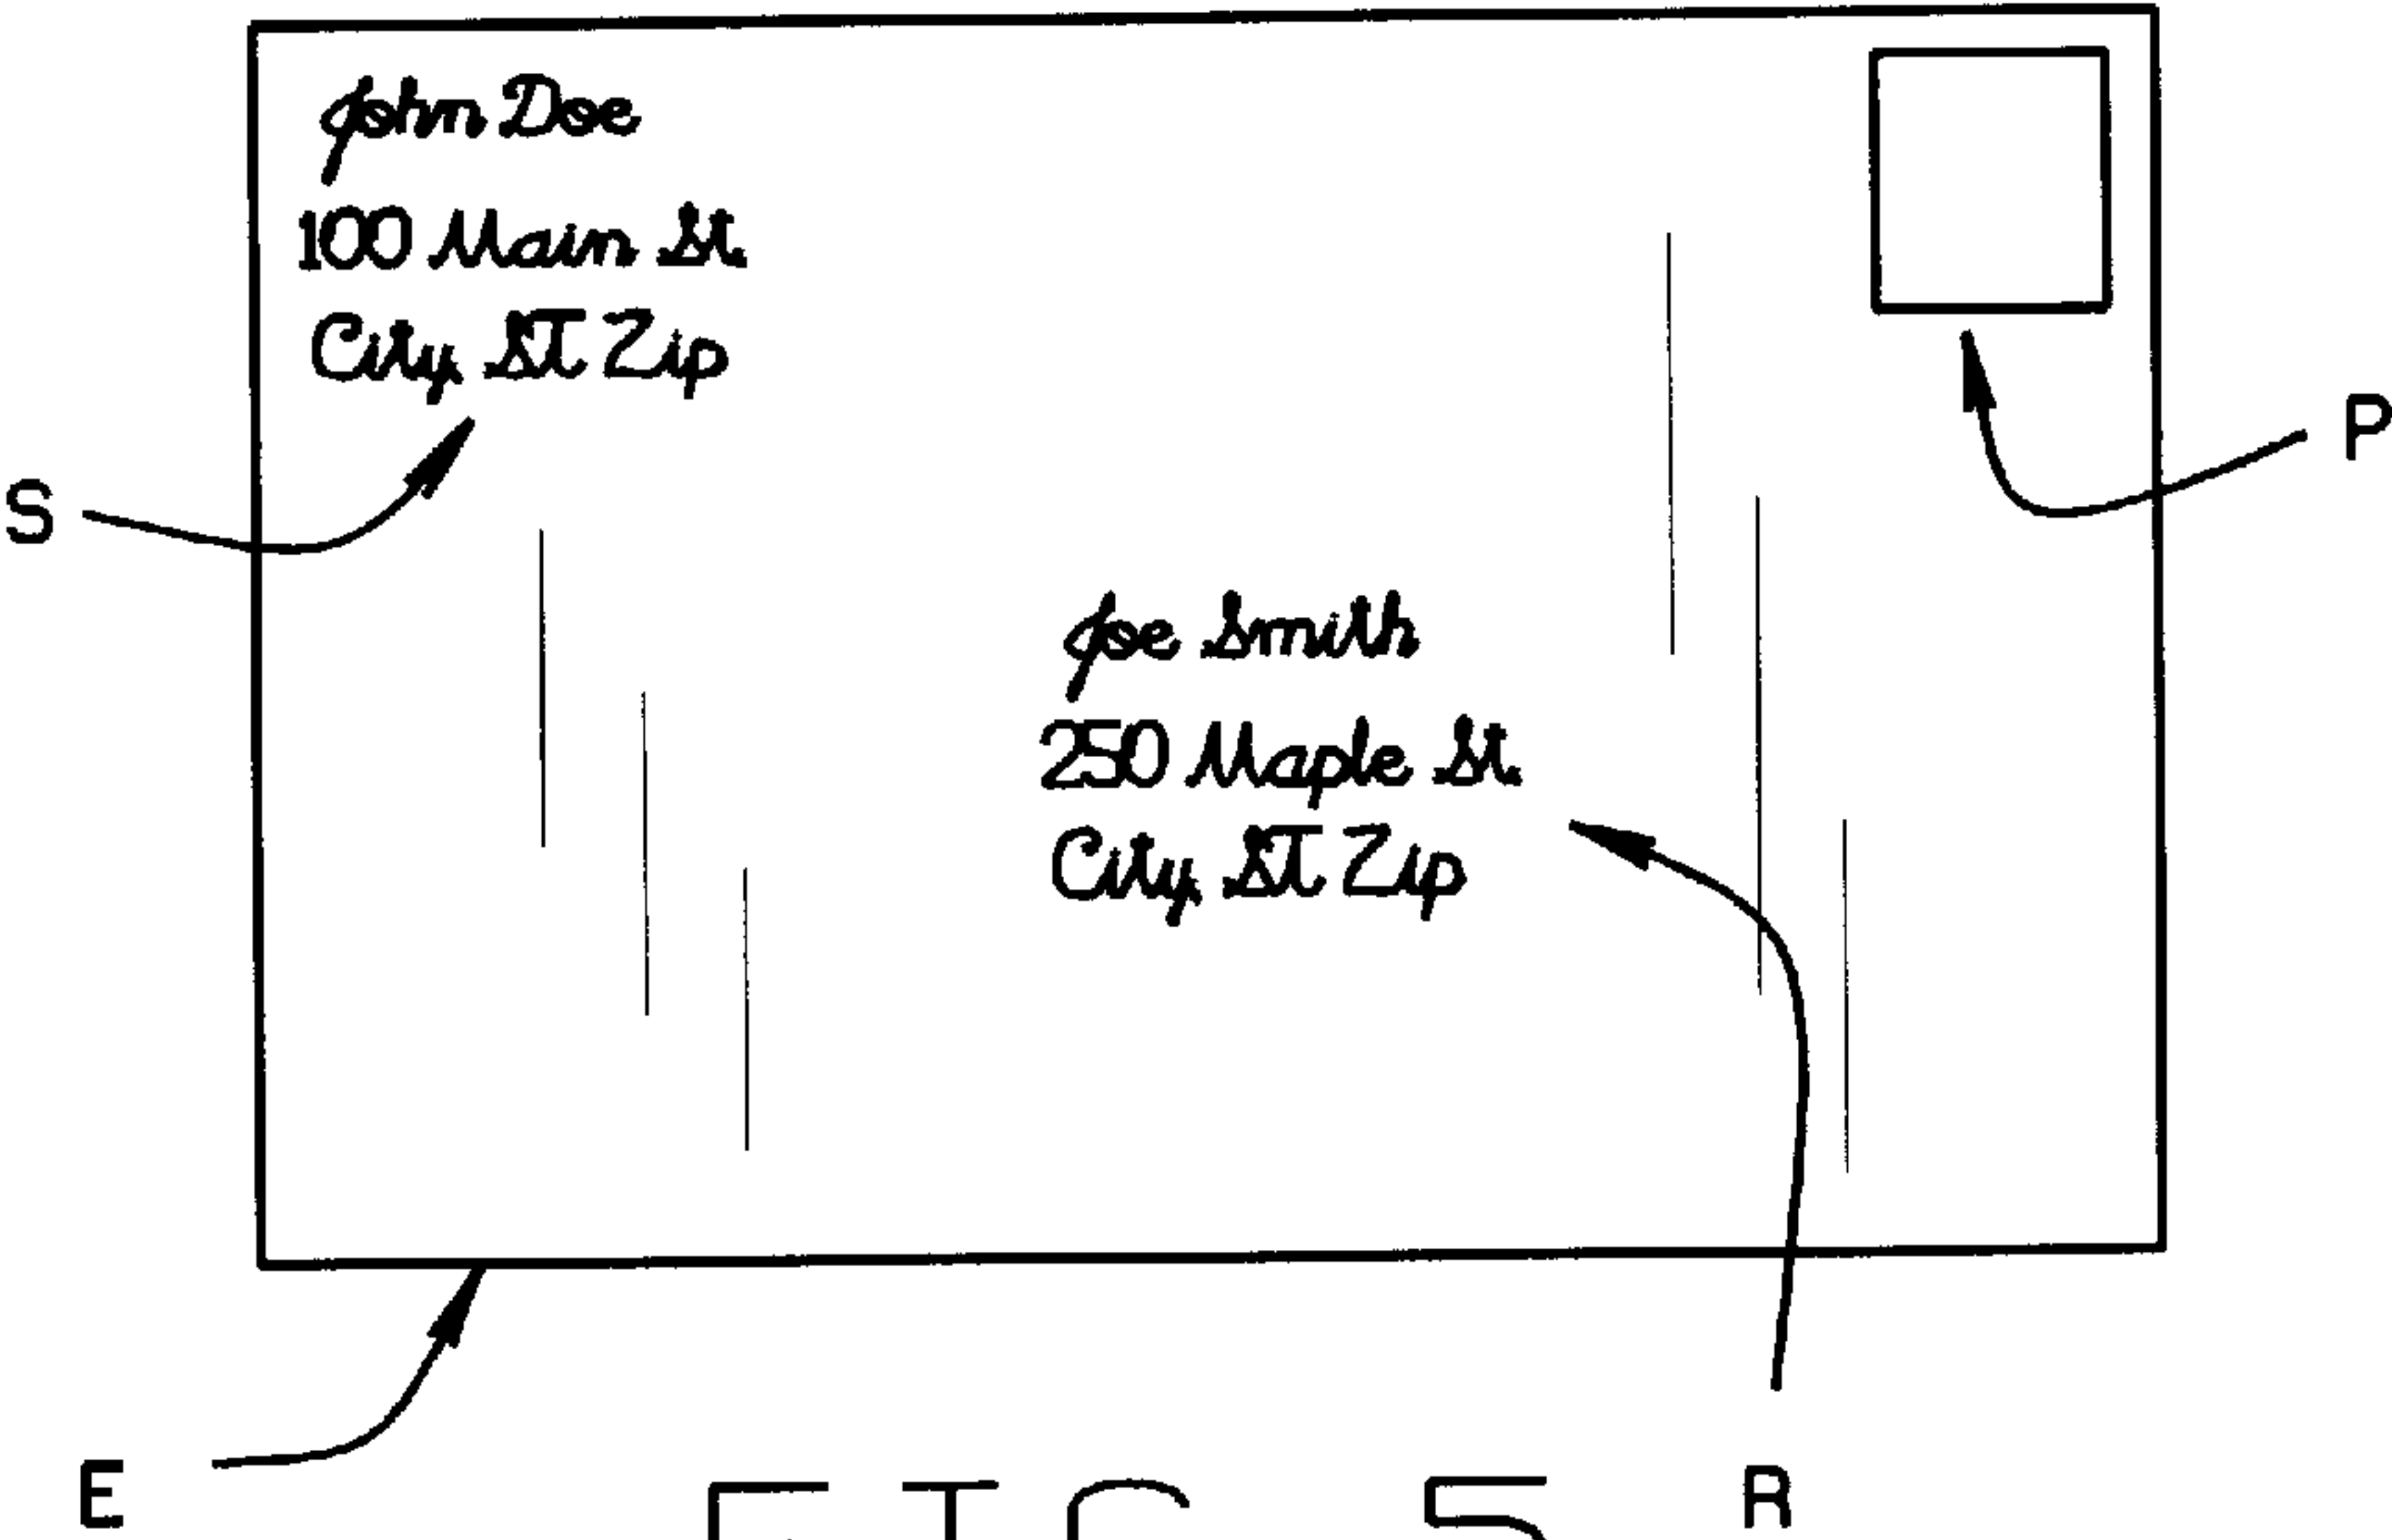 John Doe
100 Main St.
City ST Zip
P
S
Joe Smith
250 Maple St.
City ST Zip
E
R
FIG 5